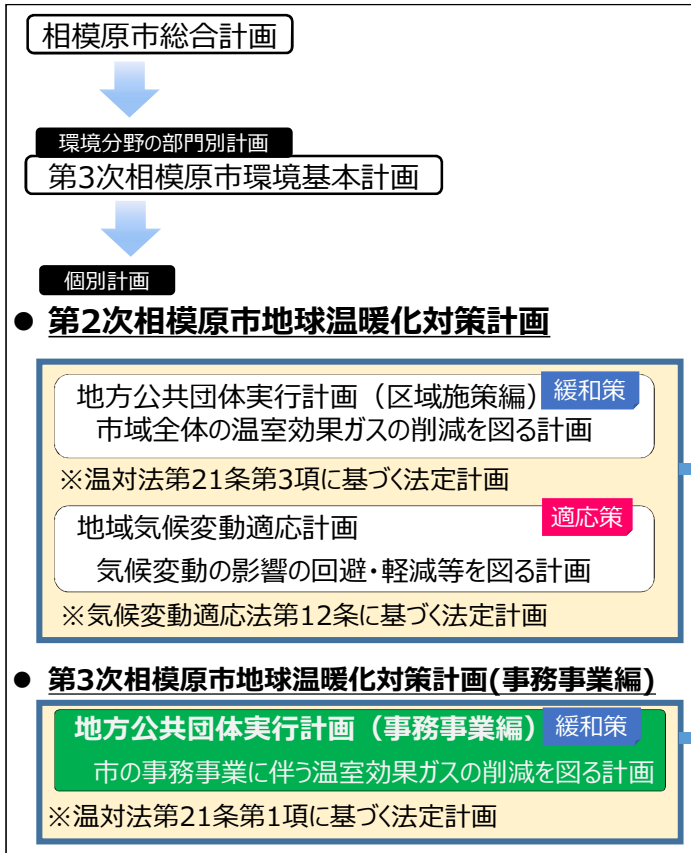 相模原市総合計画
環境分野の部門別計画
第3次相模原市環境基本計画
個別計画
● 第2次相模原市地球温暖化対策計画
地方公共団体実行計画（区域施策編）
緩和策
市域全体の温室効果ガスの削減を図る計画
※温対法第21条第3項に基づく法定計画
適応策
地域気候変動適応計画
気候変動の影響の回避・軽減等を図る計画
※気候変動適応法第12条に基づく法定計画
● 第3次相模原市地球温暖化対策計画(事務事業編)
地方公共団体実行計画（事務事業編）
緩和策
市の事務事業に伴う温室効果ガスの削減を図る計画
※温対法第21条第1項に基づく法定計画